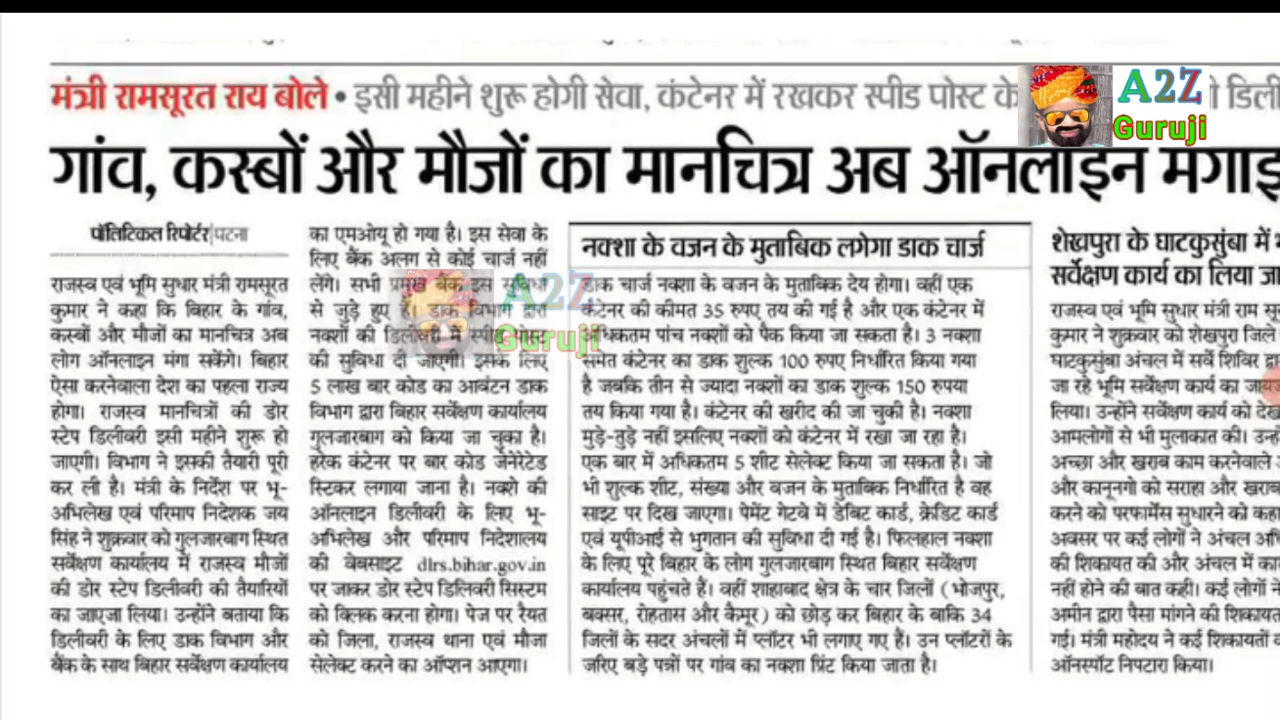 मंत्री रामसूरत राय बोले • इसी महीने शुरू होगी सेवा, कंटेनर में रखकर स्पीड पोस्ट के
A2Z
Guruji
गांव, कस्बों और मौजों का मानचित्र अब ऑनलाइन मगाइ
पॉलिटिकल रिपोर्टर|पटना
राजस्व एवं भूमि सुधार मंत्री रामसूरत
कुमार ने कहा कि बिहार के गांव,
कस्बों और मौजों का मानचित्र अब
लोग ऑनलाइन मंगा सकेंगे। बिहार
ऐसा करनेवाला देश का पहला राज्य
होगा। राजस्व मानचित्रों की डोर
स्टेप डिलीवरी इसी महीने शुरू हो
जाएगी। विभाग ने इसकी तैयारी पूरी
कर ली है। मंत्री के निर्देश पर भू-
अभिलेख एवं परिमाप निदेशक जय
सिंह ने शुक्रवार को गुलजारबाग स्थित
सर्वेक्षण कार्यालय में राजस्व मौजों
की डोर स्टेप डिलीवरी की तैयारियों
का जाएजा लिया। उन्होंने बताया कि
डिलीवरी के लिए डाक विभाग और
बैंक के साथ बिहार सर्वेक्षण कार्यालय
का एमओयू हो गया है। इस सेवा के
लिए बैंक अलग से कोई चार्ज नहीं
लेंगे। सभी प्रमुख बैंक इस सुविधा
से जुड़े हुए हैं। डाक विभाग द्वारा
नक्शों की डिलीवरी में स्पीड पोस्ट
की सुविधा दी जाएगी। इसके लिए
5 लाख बार कोड का आवंटन डाक
विभाग द्वारा बिहार सर्वेक्षण कार्यालय
गुलजारबाग को किया जा चुका है।
हरेक कंटेनर पर बार कोड जेनेरेटेड
स्टिकर लगाया जाना है। नक्शे की
ऑनलाइन डिलीवरी के लिए भू-
अभिलेख और परिमाप निदेशालय
की वेबसाइट dlrs.bihar.gov.in
पर जाकर डोर स्टेप डिलिवरी सिस्टम
को क्लिक करना होगा। पेज पर रैयत
को जिला, राजस्व थाना एवं मौजा
सेलेक्ट करने का ऑप्शन आएगा।
A2Z
Guruji
नक्शा के वजन के मुताबिक लगेगा डाक चार्ज
डाक चार्ज नक्शा के वजन के मुताबिक देय होगा। वहीं एक
कंटेनर की कीमत 35 रुपए तय की गई है और एक कंटेनर में
अधिकतम पांच नक्शों को पैक किया जा सकता है। 3 नक्शा
समेत कंटेनर का डाक शुल्क 100 रुपए निर्धारित किया गया
है जबकि तीन से ज्यादा नक्शों का डाक शुल्क 150 रुपया
तय किया गया है। कंटेनर की खरीद की जा चुकी है। नक्शा
मुड़े-तुड़े नहीं इसलिए नक्शों को कंटेनर में रखा जा रहा है।
एक बार में अधिकतम 5 शीट सेलेक्ट किया जा सकता है। जो
भी शुल्क शीट, संख्या और वजन के मुताबिक निर्धारित है वह
साइट पर दिख जाएगा। पेमेंट गेटवे में डेबिट कार्ड, क्रेडिट कार्ड
एवं यूपीआई से भुगतान की सुविधा दी गई है। फिलहाल नक्शा
के लिए पूरे बिहार के लोग गुलजारबाग स्थित बिहार सर्वेक्षण
कार्यालय पहुंचते हैं। वहीं शाहाबाद क्षेत्र के चार जिलों (भोजपुर,
बक्सर, रोहतास और कैमूर) को छोड़ कर बिहार के बाकि 34
जिलों के सदर अंचलों में प्लॉटर भी लगाए गए हैं। उन प्लॉटरों के
जरिए बड़े पन्नों पर गांव का नक्शा प्रिंट किया जाता है।
शेखपुरा के घाटकुसुंबा में
सर्वेक्षण कार्य का लिया जा
राजस्व एवं भूमि सुधार मंत्री राम सू
कुमार ने शुक्रवार को शेखपुरा जिले
घाटकुसुंबा अंचल में सर्वे शिविर द्वा
जा रहे भूमि सर्वेक्षण कार्य का जाय
लिया। उन्होंने सर्वेक्षण कार्य को देख
आमलोगों से भी मुलाकात की। उन्हो
अच्छा और खराब काम करनेवाले
और कानूनगो को सराहा और खराब
करने को परफार्मेंस सुधारने को कहा
अवसर पर कई लोगों ने अंचल अधि
की शिकायत की और अंचल में का
नहीं होने की बात कही। कई लोगों ने
अमीन द्वारा पैसा मांगने की शिकायत
गई। मंत्री महोदय ने कई शिकायतों
ऑनस्पॉट निपटारा किया।